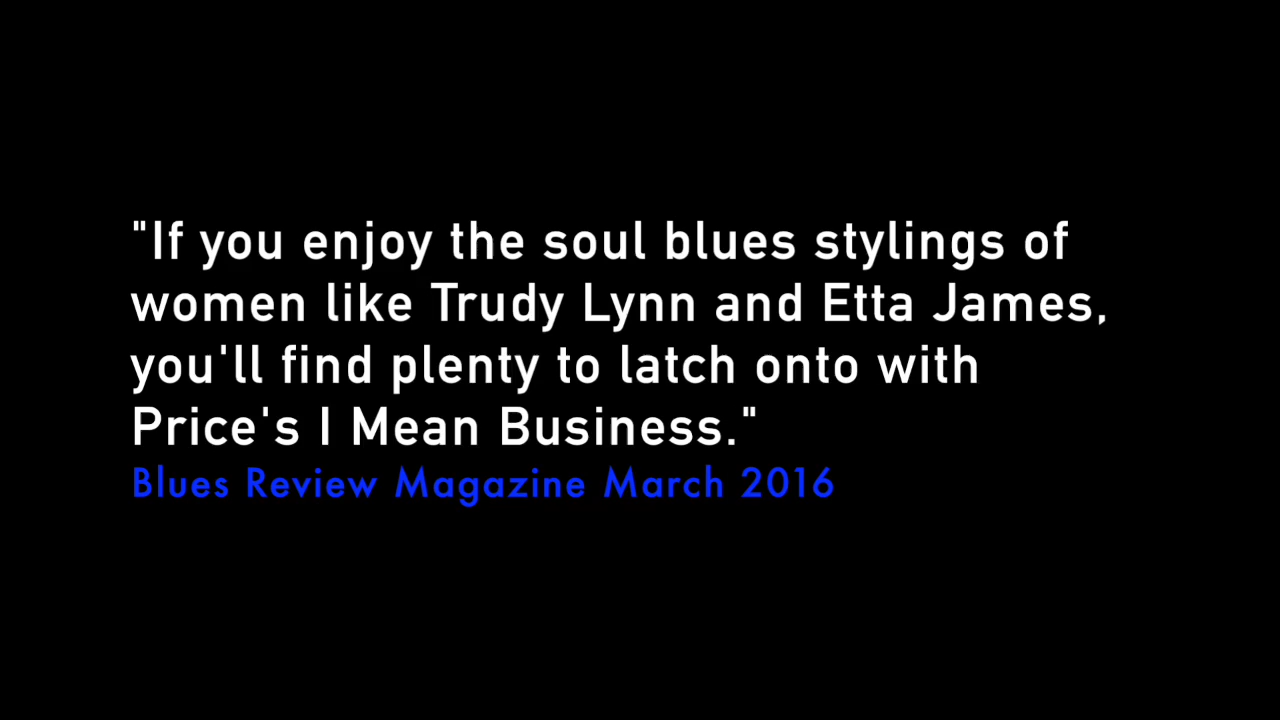 "If you enjoy the soul blues stylings of
women like Trudy Lynn and Etta James,
you'll find plenty to latch onto with
Price's I Mean Business."
Blues Review Magazine March 2016